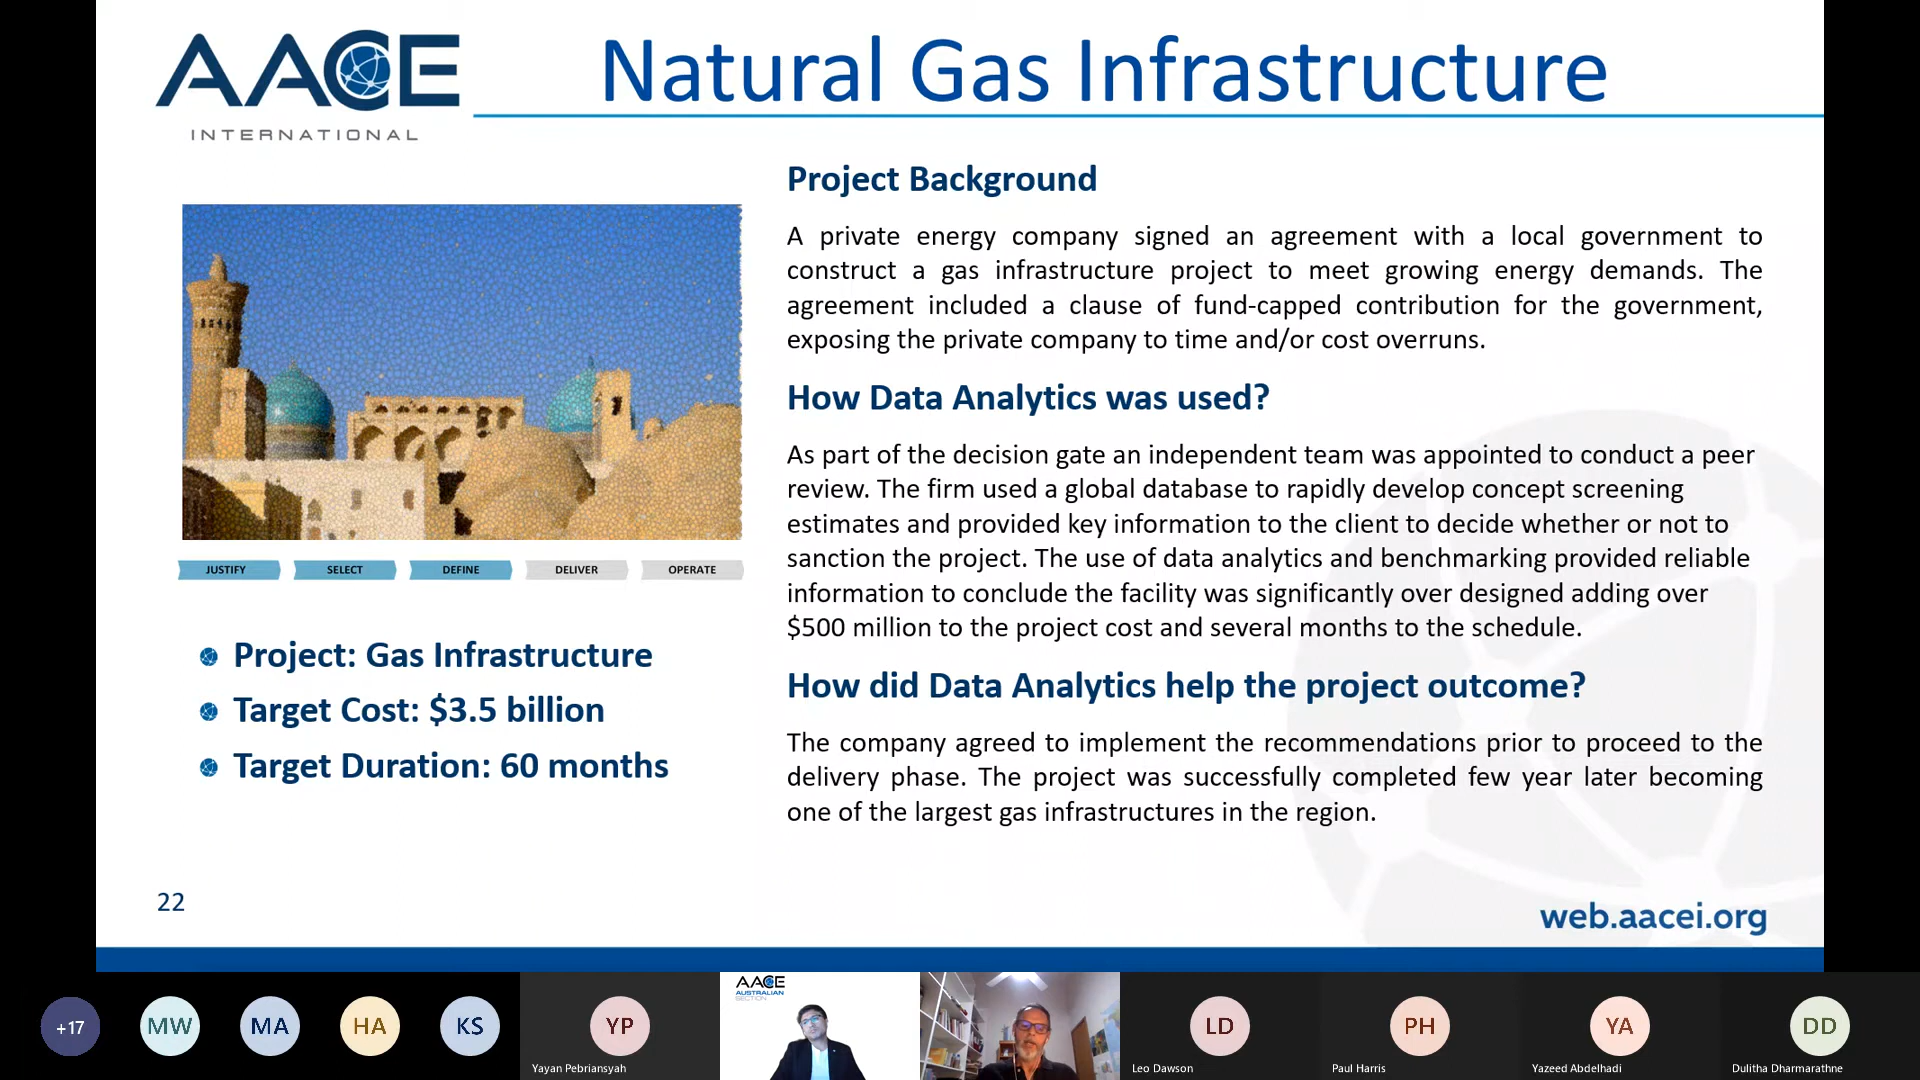 AACE
INTERNATIONAL
Natural Gas Infrastructure
JUSTIFY
SELECT
DEFINE
DELIVER
OPERATE
Project: Gas Infrastructure
Target Cost: $3.5 billion
Target Duration: 60 months
Project Background
A private energy company signed an agreement with a local government to
construct a gas infrastructure project to meet growing energy demands. The
agreement included a clause of fund-capped contribution for the government,
exposing the private company to time and/or cost overruns.
How Data Analytics was used?
As part of the decision gate an independent team was appointed to conduct a peer
review. The firm used a global database to rapidly develop concept screening
estimates and provided key information to the client to decide whether or not to
sanction the project. The use of data analytics and benchmarking provided reliable
information to conclude the facility was significantly over designed adding over
$500 million to the project cost and several months to the schedule.
How did Data Analytics help the project outcome?
The company agreed to implement the recommendations prior to proceed to the
delivery phase. The project was successfully completed few year later becoming
one of the largest gas infrastructures in the region.
22
web.aacei.org
+17
MW
MA
HA
KS
YP
Yayan Pebriansyah
AACE
AUSTRALIAN
SECTION
LD
Leo Dawson
PH
Paul Harris
YA
Yazeed Abdelhadi
DD
Dulitha Dharmarathne